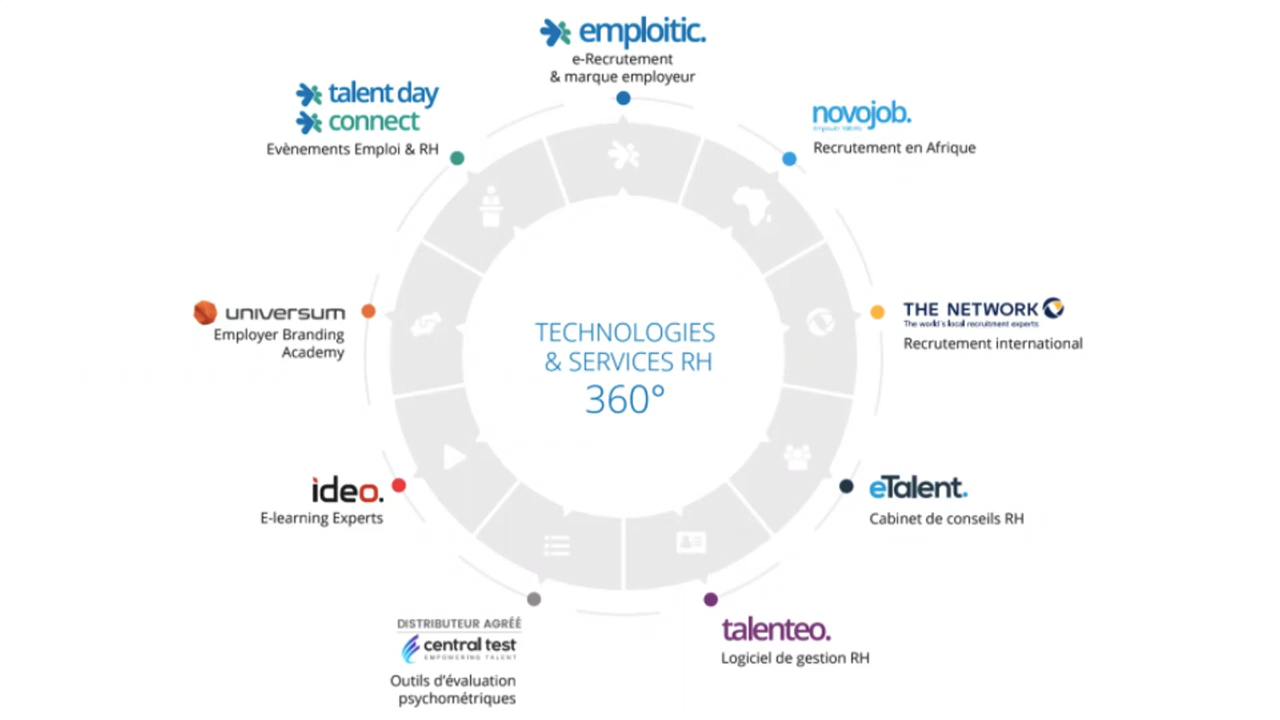 emploitic.
e-Recrutement
& marque employeur
talent day
connect
Evènements Emploi & RH
novojob.
Recrutement en Afrique
universum
Employer Branding
Academy
THE NETWORK
The world's local recruitment experts
Recrutement international
TECHNOLOGIES
& SERVICES RH
360°
ideo.
E-learning Experts
eTalent.
Cabinet de conseils RH
DISTRIBUTEUR AGRÉÉ
central test
EMPOWERING TALENT
Outils d'évaluation
psychométriques
talenteo.
Logiciel de gestion RH